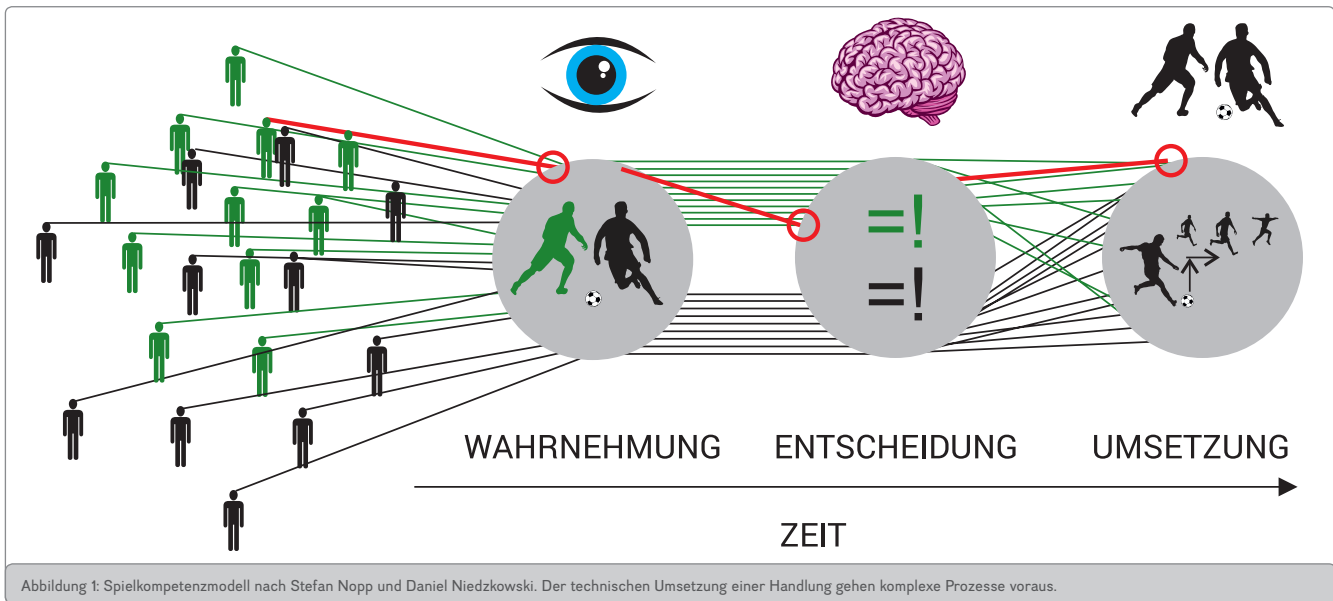 =!
=!
WAHRNEHMUNG
ENTSCHEIDUNG
UMSETZUNG
ZEIT
Abbildung 1: Spielkompetenzmodell nach Stefan Nopp und Daniel Niedzkowski. Der technischen Umsetzung einer Handlung gehen komplexe Prozesse voraus.